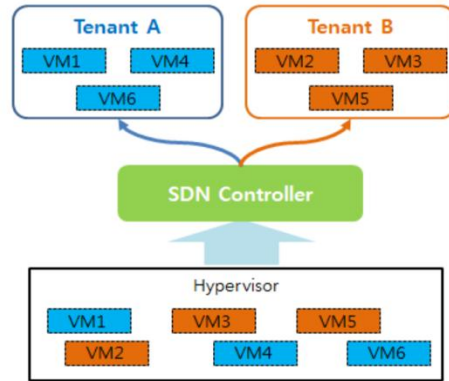 Tenant A
VM1 VM4
VM6
Tenant B
VM2 VM3
VM5
SDN Controller
Hypervisor
VM1 VM3 VM5
VM2 VM4 VM6